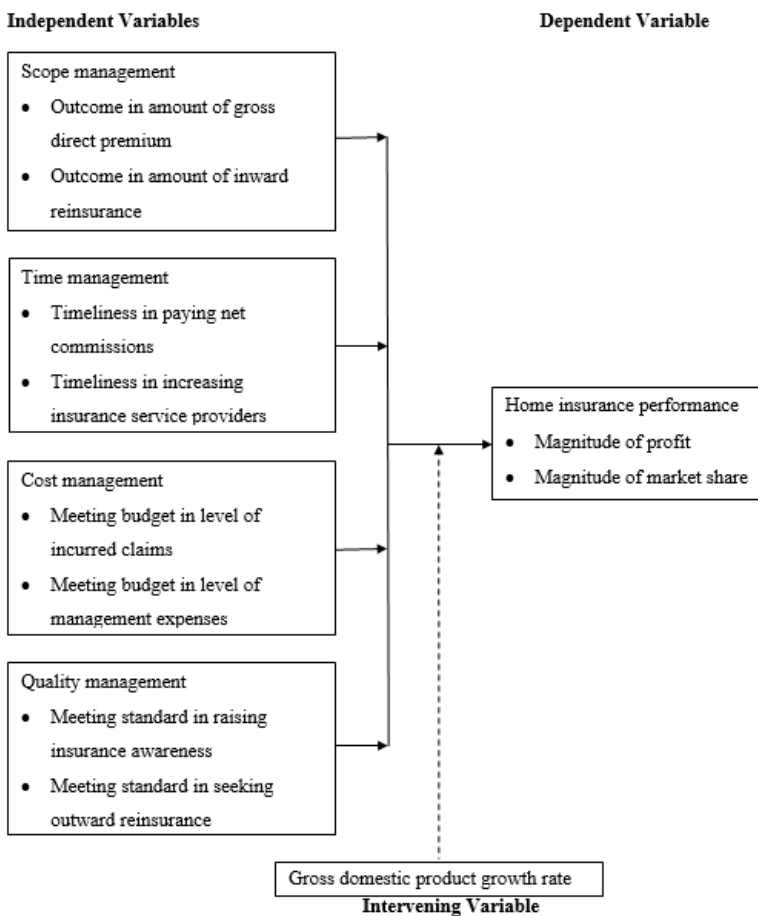 Independent Variables
Dependent Variable
Scope management
• Outcome in amount of gross
direct premium
• Outcome in amount of inward
reinsurance
Time management
• Timeliness in paying net
commissions
• Timeliness in increasing
insurance service providers
Cost management
• Meeting budget in level of
incurred claims
• Meeting budget in level of
management expenses
Quality management
• Meeting standard in raising
insurance awareness
• Meeting standard in seeking
outward reinsurance
Home insurance performance
• Magnitude of profit
• Magnitude of market share
Gross domestic product growth rate
Intervening Variable